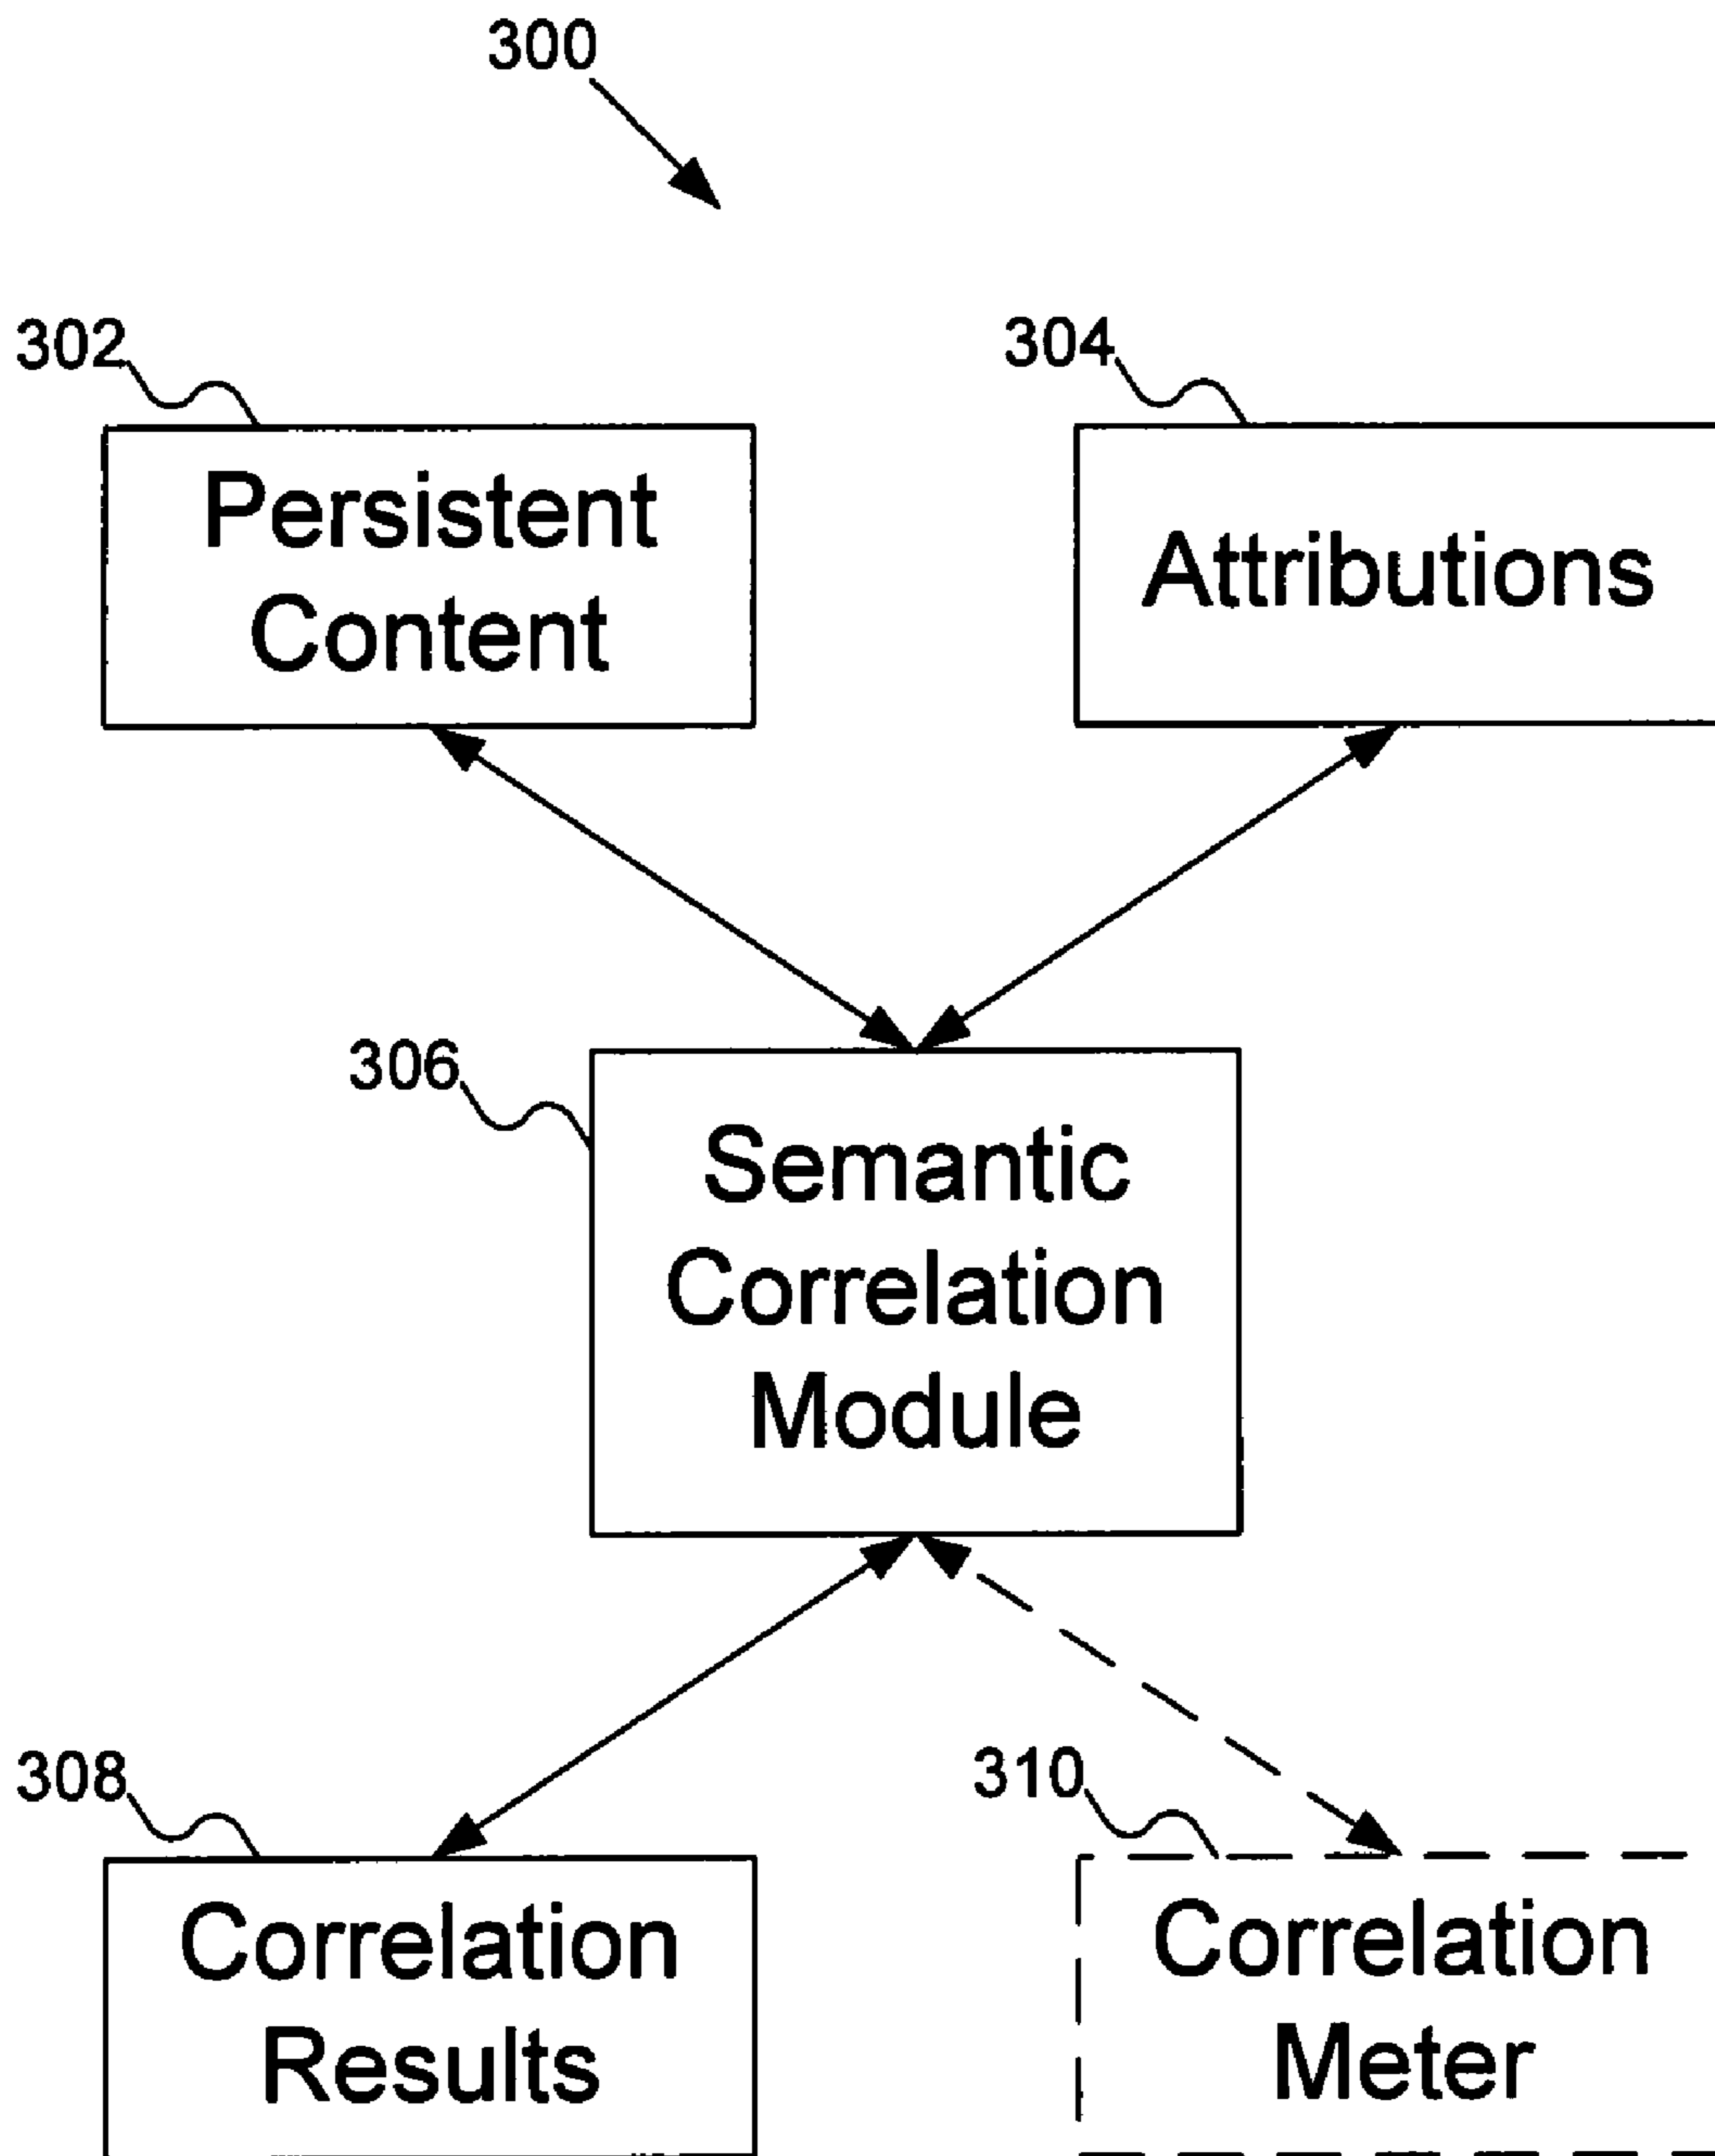 300
302
304
Persistent
Content
Attributions
306
Semantic
Correlation
Module
308
310
Correlation
Results
Correlation
Meter